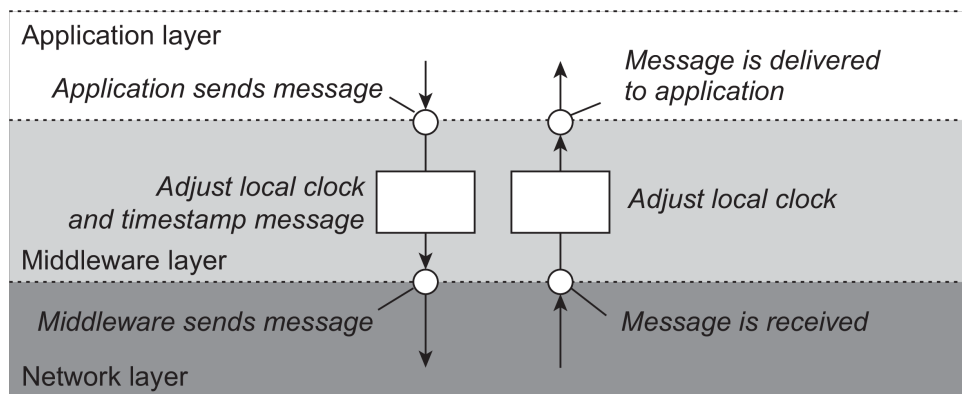 Application layer
Application sends message
Message is delivered
to application
Adjust local clock
and timestamp message
Adjust local clock
Middleware layer
Middleware sends message
Message is received
Network layer